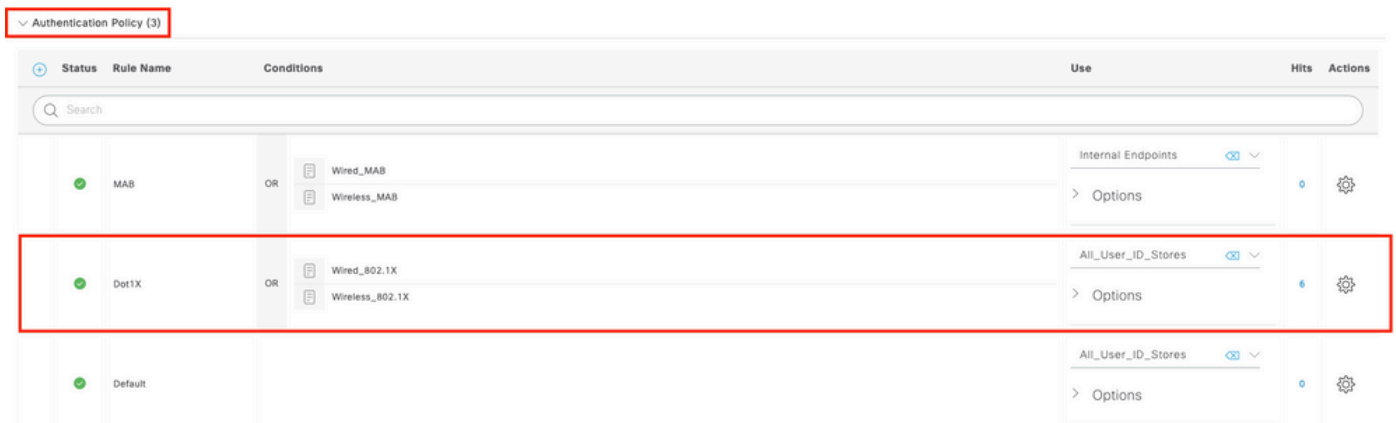 Authentication Policy (3)
Status Rule Name Conditions Use Hits Actions
Search
MAB OR Wired_MAB Internal Endpoints 0
Wireless_MAB Options
Dot1X OR Wired_802.1X All_User_ID_Stores 6
Wireless_802.1X Options
Default All_User_ID_Stores 0
Options